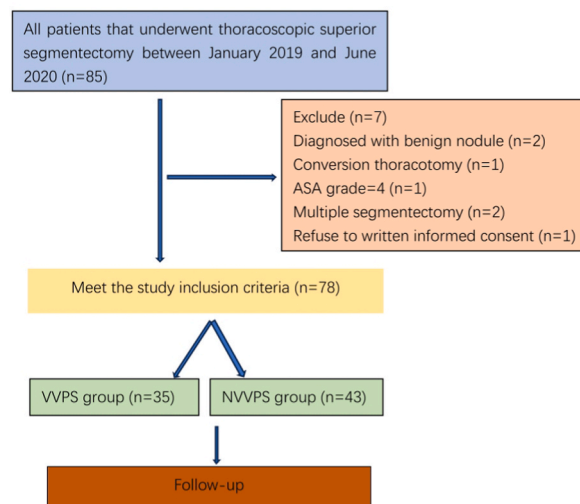 All patients that underwent thoracoscopic superior
segmentectomy between January 2019 and June
2020 (n=85)
Exclude (n=7)
Diagnosed with benign nodule (n=2)
Conversion thoracotomy (n=1)
ASA grade=4 (n=1)
Multiple segmentectomy (n=2)
Refuse to written informed consent (n=1)
Meet the study inclusion criteria (n=78)
VVPS group (n=35)
NVVPS group (n=43)
Follow-up